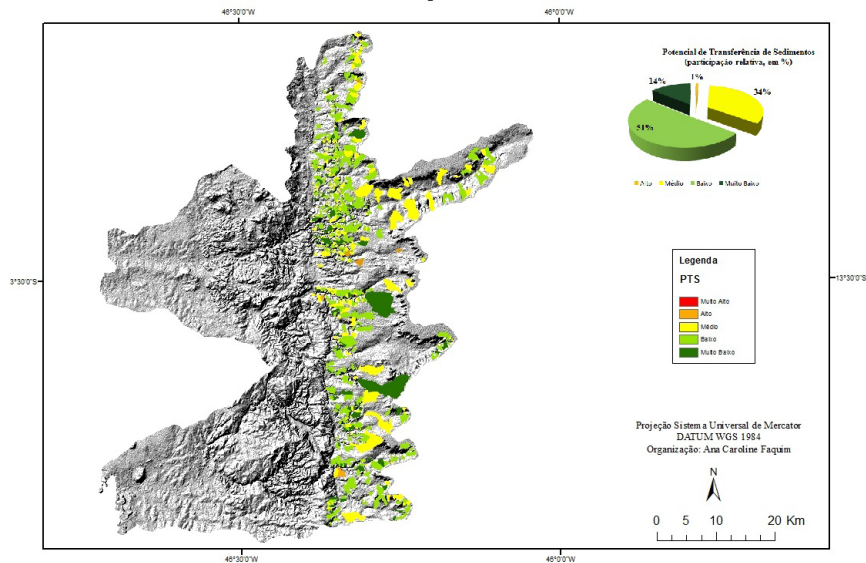 46°30'0"W
46°0'0"W
Potencial de Transferência de Sedimentos
(participação relativa, em %)
1%
14%
34%
51%
Alto
Médio
Baixo
Muito Baixo
3°30'0"S
13°30'0"S
Legenda
PTS
Muito Alto
Alto
Médio
Baixo
Muito Baixo
Projeção Sistema Universal de Mercator
DATUM WGS 1984
Organização: Ana Caroline Faquim
N
0 5 10 20 Km
46°30'0"W
46°0'0"W